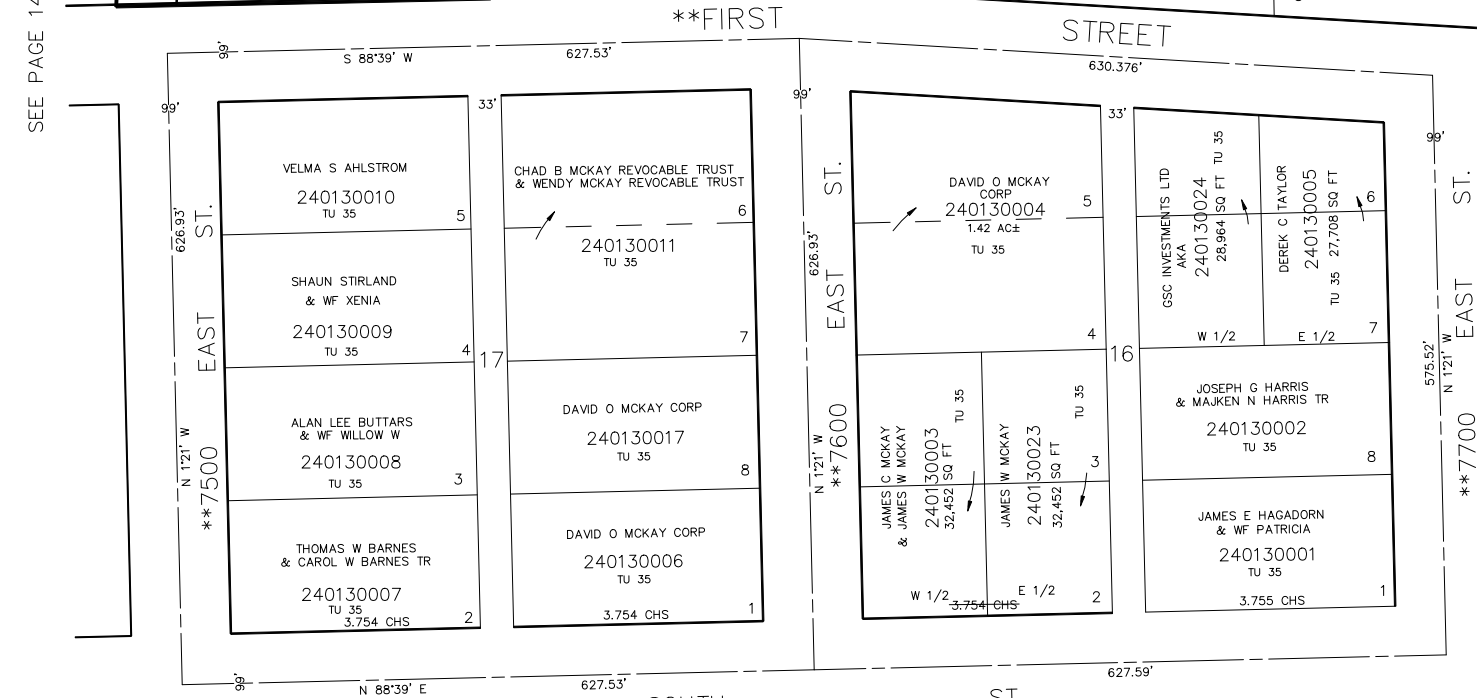 SEE PAGE 14
**FIRST STREET
99'
S 88°39' W
627.53'
630.376'
99'
33'
99'
33'
99'
VELMA S AHLSTROM
240130010
TU 35
5
CHAD B MCKAY REVOCABLE TRUST
& WENDY MCKAY REVOCABLE TRUST
6
240130011
TU 35
7
DAVID O MCKAY
CORP
240130004
1.42 AC±
TU 35
5
4
GSC INVESTMENTS LTD
AKA
240130024
28,964 SQ FT TU 35
W 1/2
DEREK C TAYLOR
240130005
TU 35 27,708 SQ FT
E 1/2
6
7
626.93'
N 1°21' W
**7500 EAST ST.
SHAUN STIRLAND
& WF XENIA
240130009
TU 35
4
17
626.93'
N 1°21' W
**7600 EAST ST.
16
575.52'
N 1°21' W
**7700 EAST ST.
ALAN LEE BUTTARS
& WF WILLOW W
240130008
TU 35
3
DAVID O MCKAY CORP
240130017
TU 35
8
JAMES C MCKAY
& JAMES W MCKAY
240130003
32,452 SQ FT
TU 35
W 1/2
JAMES W MCKAY
240130023
32,452 SQ FT
TU 35
E 1/2
3
2
3.754 CHS
JOSEPH G HARRIS
& MAJKEN N HARRIS TR
240130002
TU 35
8
THOMAS W BARNES
& CAROL W BARNES TR
240130007
TU 35
3.754 CHS
2
DAVID O MCKAY CORP
240130006
TU 35
3.754 CHS
1
JAMES E HAGADORN
& WF PATRICIA
240130001
TU 35
3.755 CHS
1
99'
N 88°39' E
627.53'
627.59'
SOUTH ST